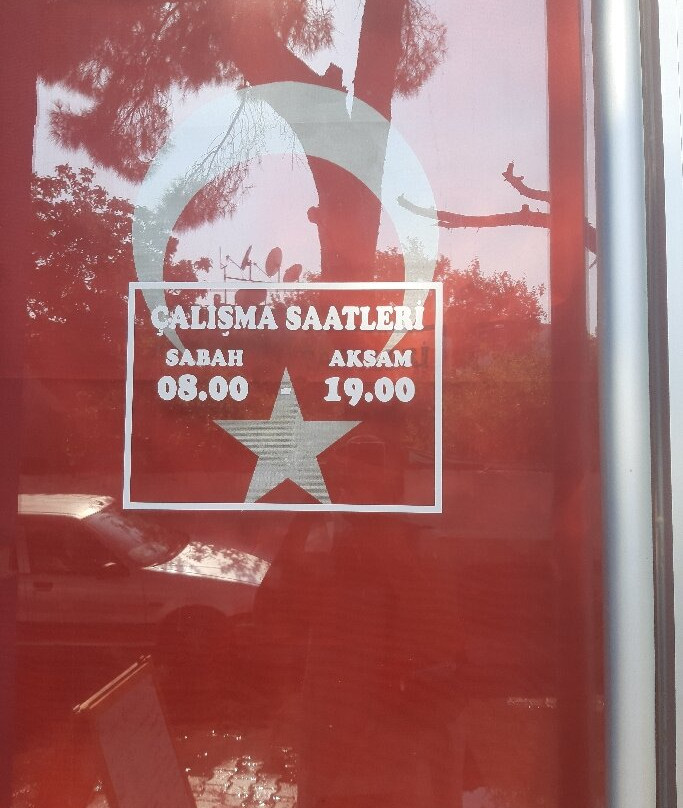 ÇALIŞMA SAATLERİ
SABAH AKSAM
08.00 - 19.00